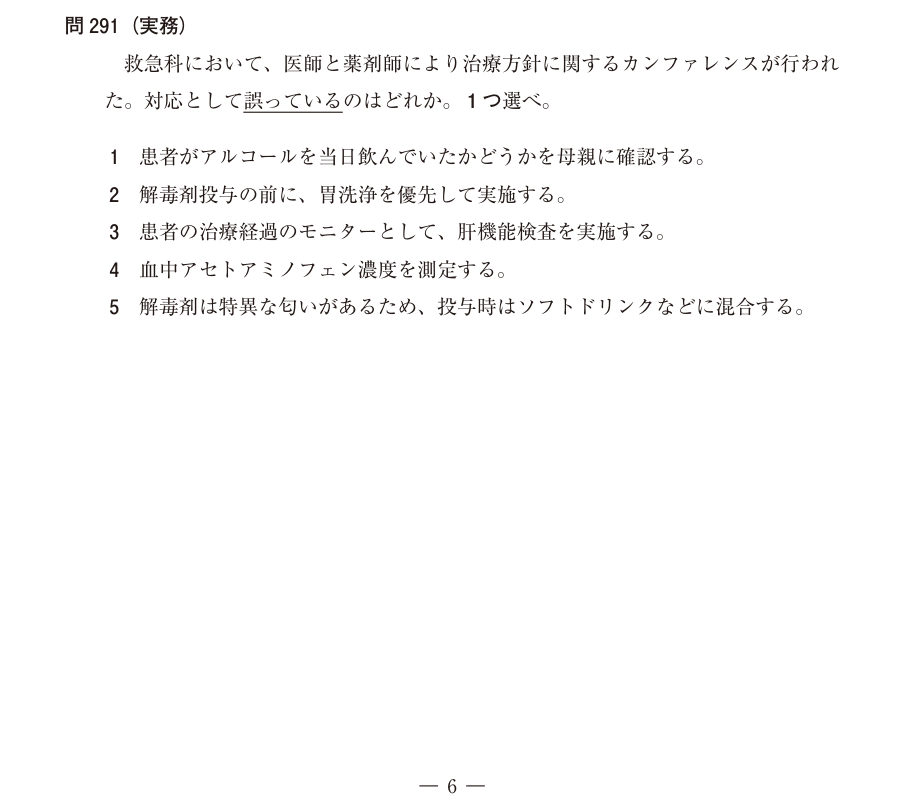 問 291（実務）
救急科において、医師と薬剤師により治療方針に関するカンファレンスが行われ
た。対応として誤っているのはどれか。1つ選べ。
1 患者がアルコールを当日飲んでいたかどうかを母親に確認する。
2 解毒剤投与の前に、胃洗浄を優先して実施する。
3 患者の治療経過のモニターとして、肝機能検査を実施する。
4 血中アセトアミノフェン濃度を測定する。
5 解毒剤は特異な匂いがあるため、投与時はソフトドリンクなどに混合する。
— 6 —